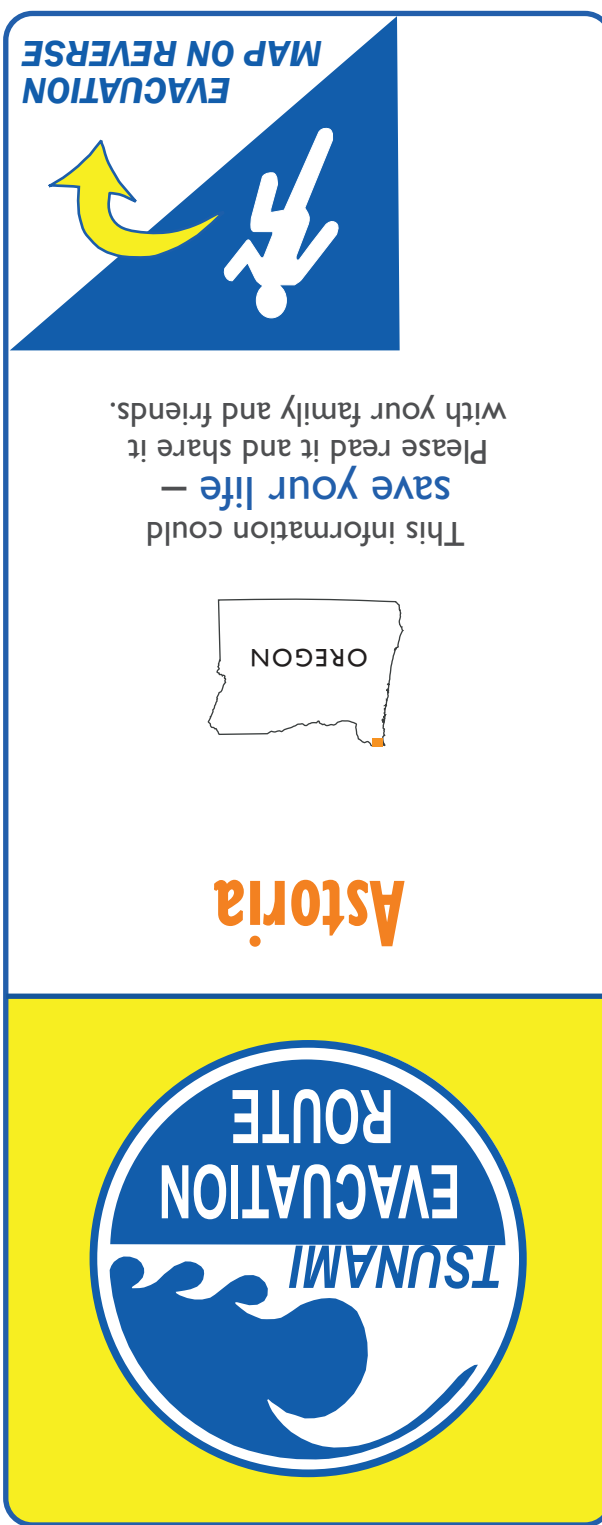 TSUNAMI
EVACUATION
ROUTE
Astoria
OREGON
This information could
save your life –
Please read it and share it
with your family and friends.
EVACUATION
MAP ON REVERSE